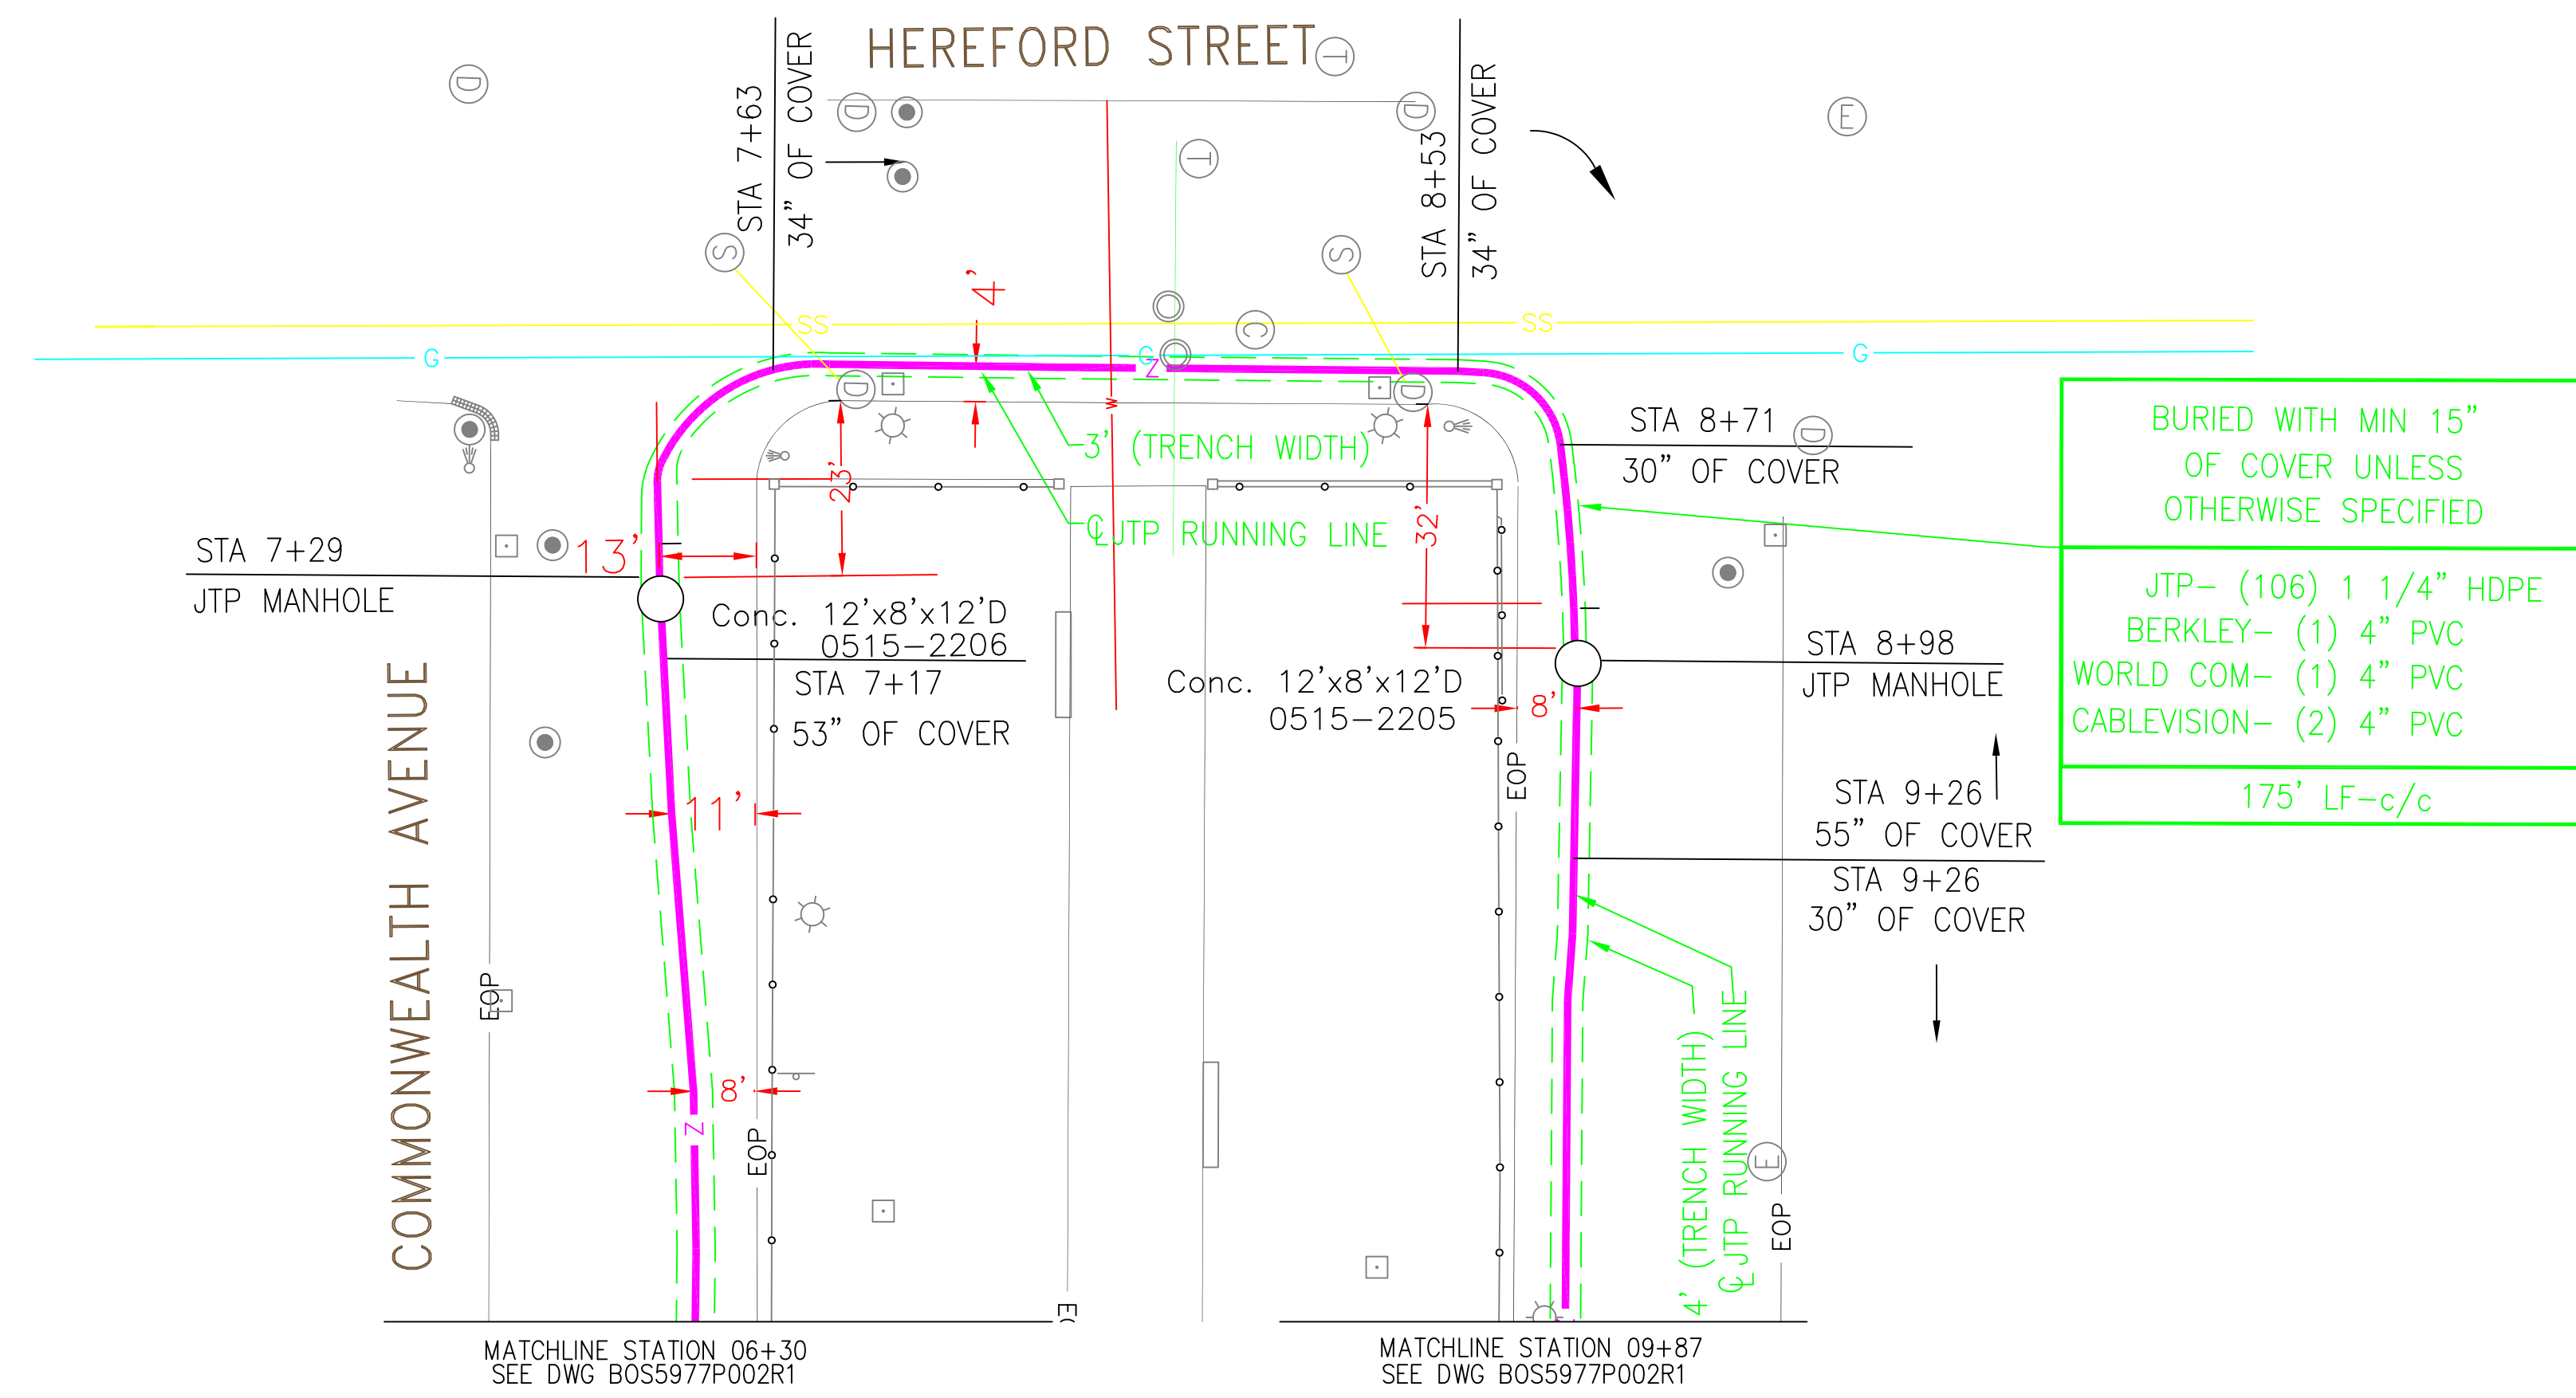 HEREFORD STREET
T
D
D
D
E
T
STA 7+63
34" OF COVER
STA 8+53
34" OF COVER
S
S
4'
C
SS
SS
G
G
G
Z
D
D
W
3' (TRENCH WIDTH)
℄ JTP RUNNING LINE
23'
32'
STA 8+71
30" OF COVER
D
BURIED WITH MIN 15"
OF COVER UNLESS
OTHERWISE SPECIFIED
JTP- (106) 1 1/4" HDPE
BERKLEY- (1) 4" PVC
WORLD COM- (1) 4" PVC
CABLEVISION- (2) 4" PVC
175' LF-c/c
STA 7+29
JTP MANHOLE
13'
Conc. 12'x8'x12'D
0515-2206
STA 7+17
53" OF COVER
Conc. 12'x8'x12'D
0515-2205
8'
STA 8+98
JTP MANHOLE
EOP
STA 9+26
55" OF COVER
STA 9+26
30" OF COVER
COMMONWEALTH AVENUE
11'
EOP
8'
Z
EOP
4' (TRENCH WIDTH)
℄ JTP RUNNING LINE
E
EOP
MATCHLINE STATION 06+30
SEE DWG BOS5977P002R1
MATCHLINE STATION 09+87
SEE DWG BOS5977P002R1